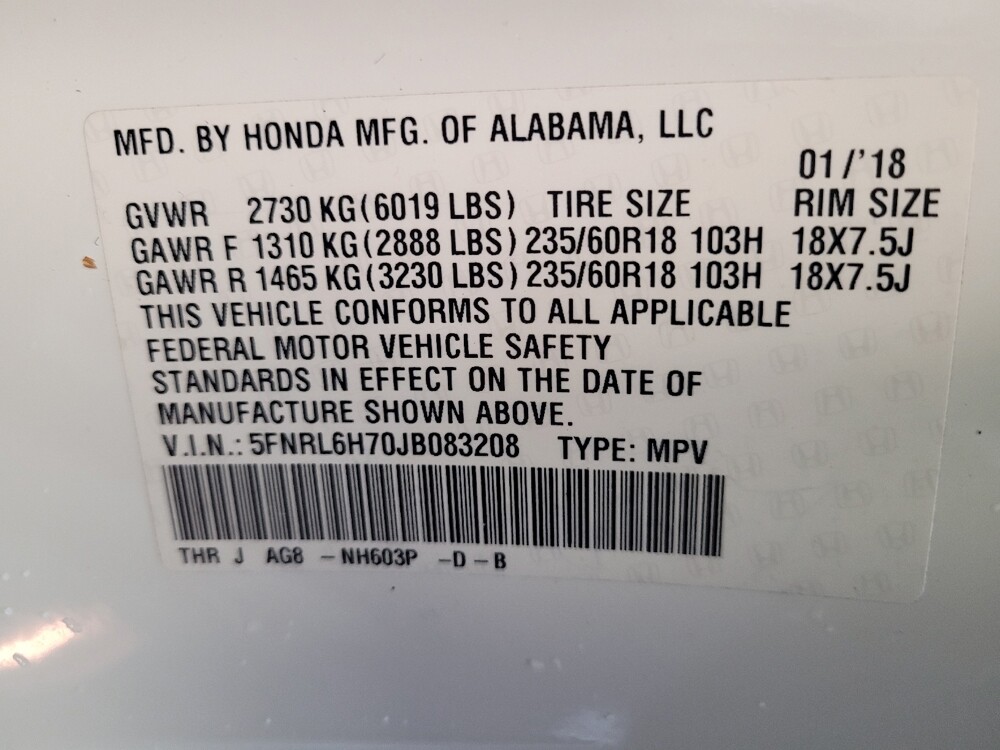 MFD. BY HONDA MFG. OF ALABAMA, LLC
01/'18
GVWR 2730 KG(6019 LBS) TIRE SIZE RIM SIZE
GAWR F 1310 KG(2888 LBS) 235/60R18 103H 18X7.5J
GAWR R 1465 KG(3230 LBS) 235/60R18 103H 18X7.5J
THIS VEHICLE CONFORMS TO ALL APPLICABLE
FEDERAL MOTOR VEHICLE SAFETY
STANDARDS IN EFFECT ON THE DATE OF
MANUFACTURE SHOWN ABOVE.
V.I.N.: 5FNRL6H70JB083208 TYPE: MPV
THR J AG8 -NH603P -D-B